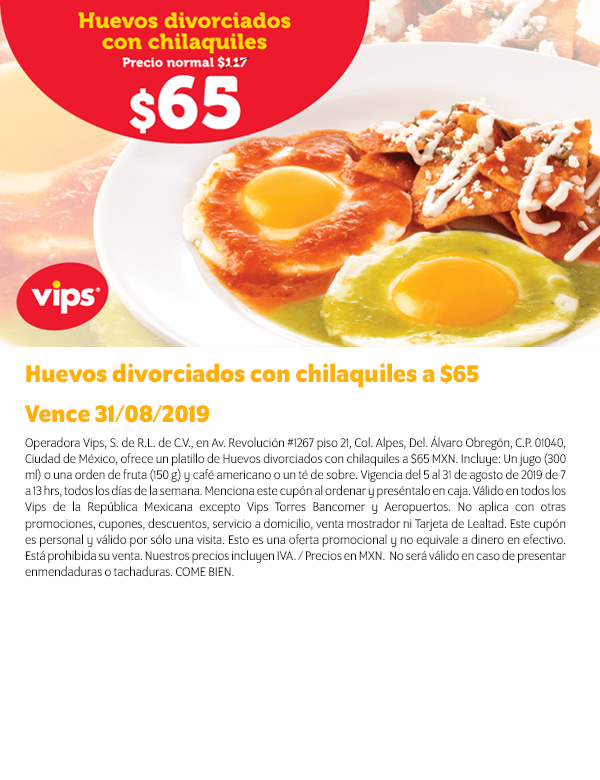 Huevos divorciados
con chilaquiles
Precio normal $117
$65
vips®
Huevos divorciados con chilaquiles a $65
Vence 31/08/2019
Operadora Vips, S. de R.L. de C.V., en Av. Revolución #1267 piso 21, Col. Alpes, Del. Álvaro Obregón, C.P. 01040,
Ciudad de México, ofrece un platillo de Huevos divorciados con chilaquiles a $65 MXN. Incluye: Un jugo (300
ml) o una orden de fruta (150 g) y café americano o un té de sobre. Vigencia del 5 al 31 de agosto de 2019 de 7
a 13 hrs, todos los días de la semana. Menciona este cupón al ordenar y preséntalo en caja. Válido en todos los
Vips de la República Mexicana excepto Vips Torres Bancomer y Aeropuertos. No aplica con otras
promociones, cupones, descuentos, servicio a domicilio, venta mostrador ni Tarjeta de Lealtad. Este cupón
es personal y válido por sólo una visita. Esto es una oferta promocional y no equivale a dinero en efectivo.
Está prohibida su venta. Nuestros precios incluyen IVA. / Precios en MXN. No será válido en caso de presentar
enmendaduras o tachaduras. COME BIEN.